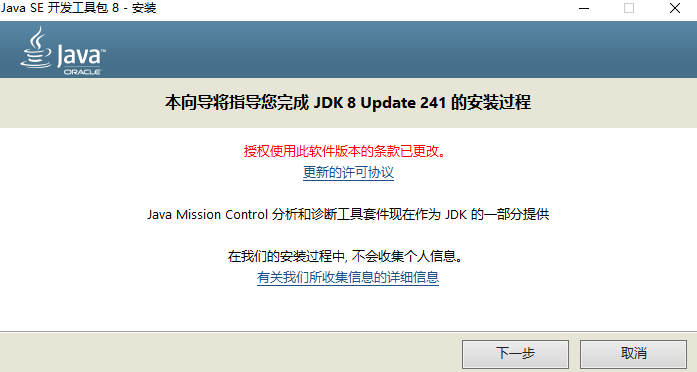 Java SE 开发工具包 8 - 安装
Java™
ORACLE
本向导将指导您完成 JDK 8 Update 241 的安装过程
授权使用此软件版本的条款已更改。
更新的许可协议
Java Mission Control 分析和诊断工具套件现在作为 JDK 的一部分提供
在我们的安装过程中, 不会收集个人信息。
有关我们所收集信息的详细信息
下一步
取消